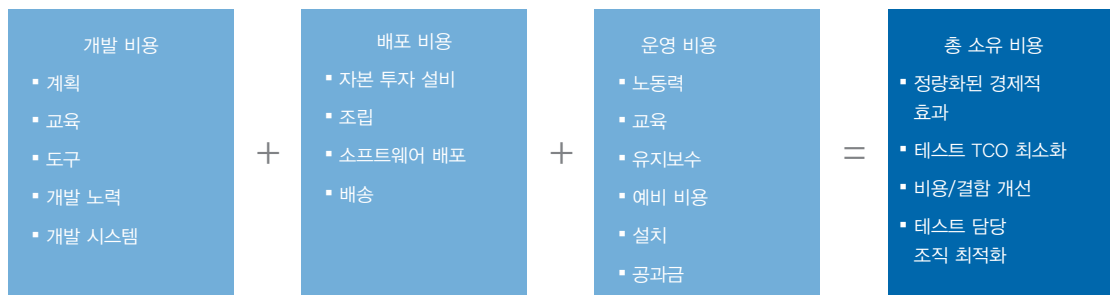 개발 비용
▪ 계획
▪ 교육
▪ 도구
▪ 개발 노력
▪ 개발 시스템
+
배포 비용
▪ 자본 투자 설비
▪ 조립
▪ 소프트웨어 배포
▪ 배송
+
운영 비용
▪ 노동력
▪ 교육
▪ 유지보수
▪ 예비 비용
▪ 설치
▪ 공과금
=
총 소유 비용
▪ 정량화된 경제적
효과
▪ 테스트 TCO 최소화
▪ 비용/결함 개선
▪ 테스트 담당
조직 최적화